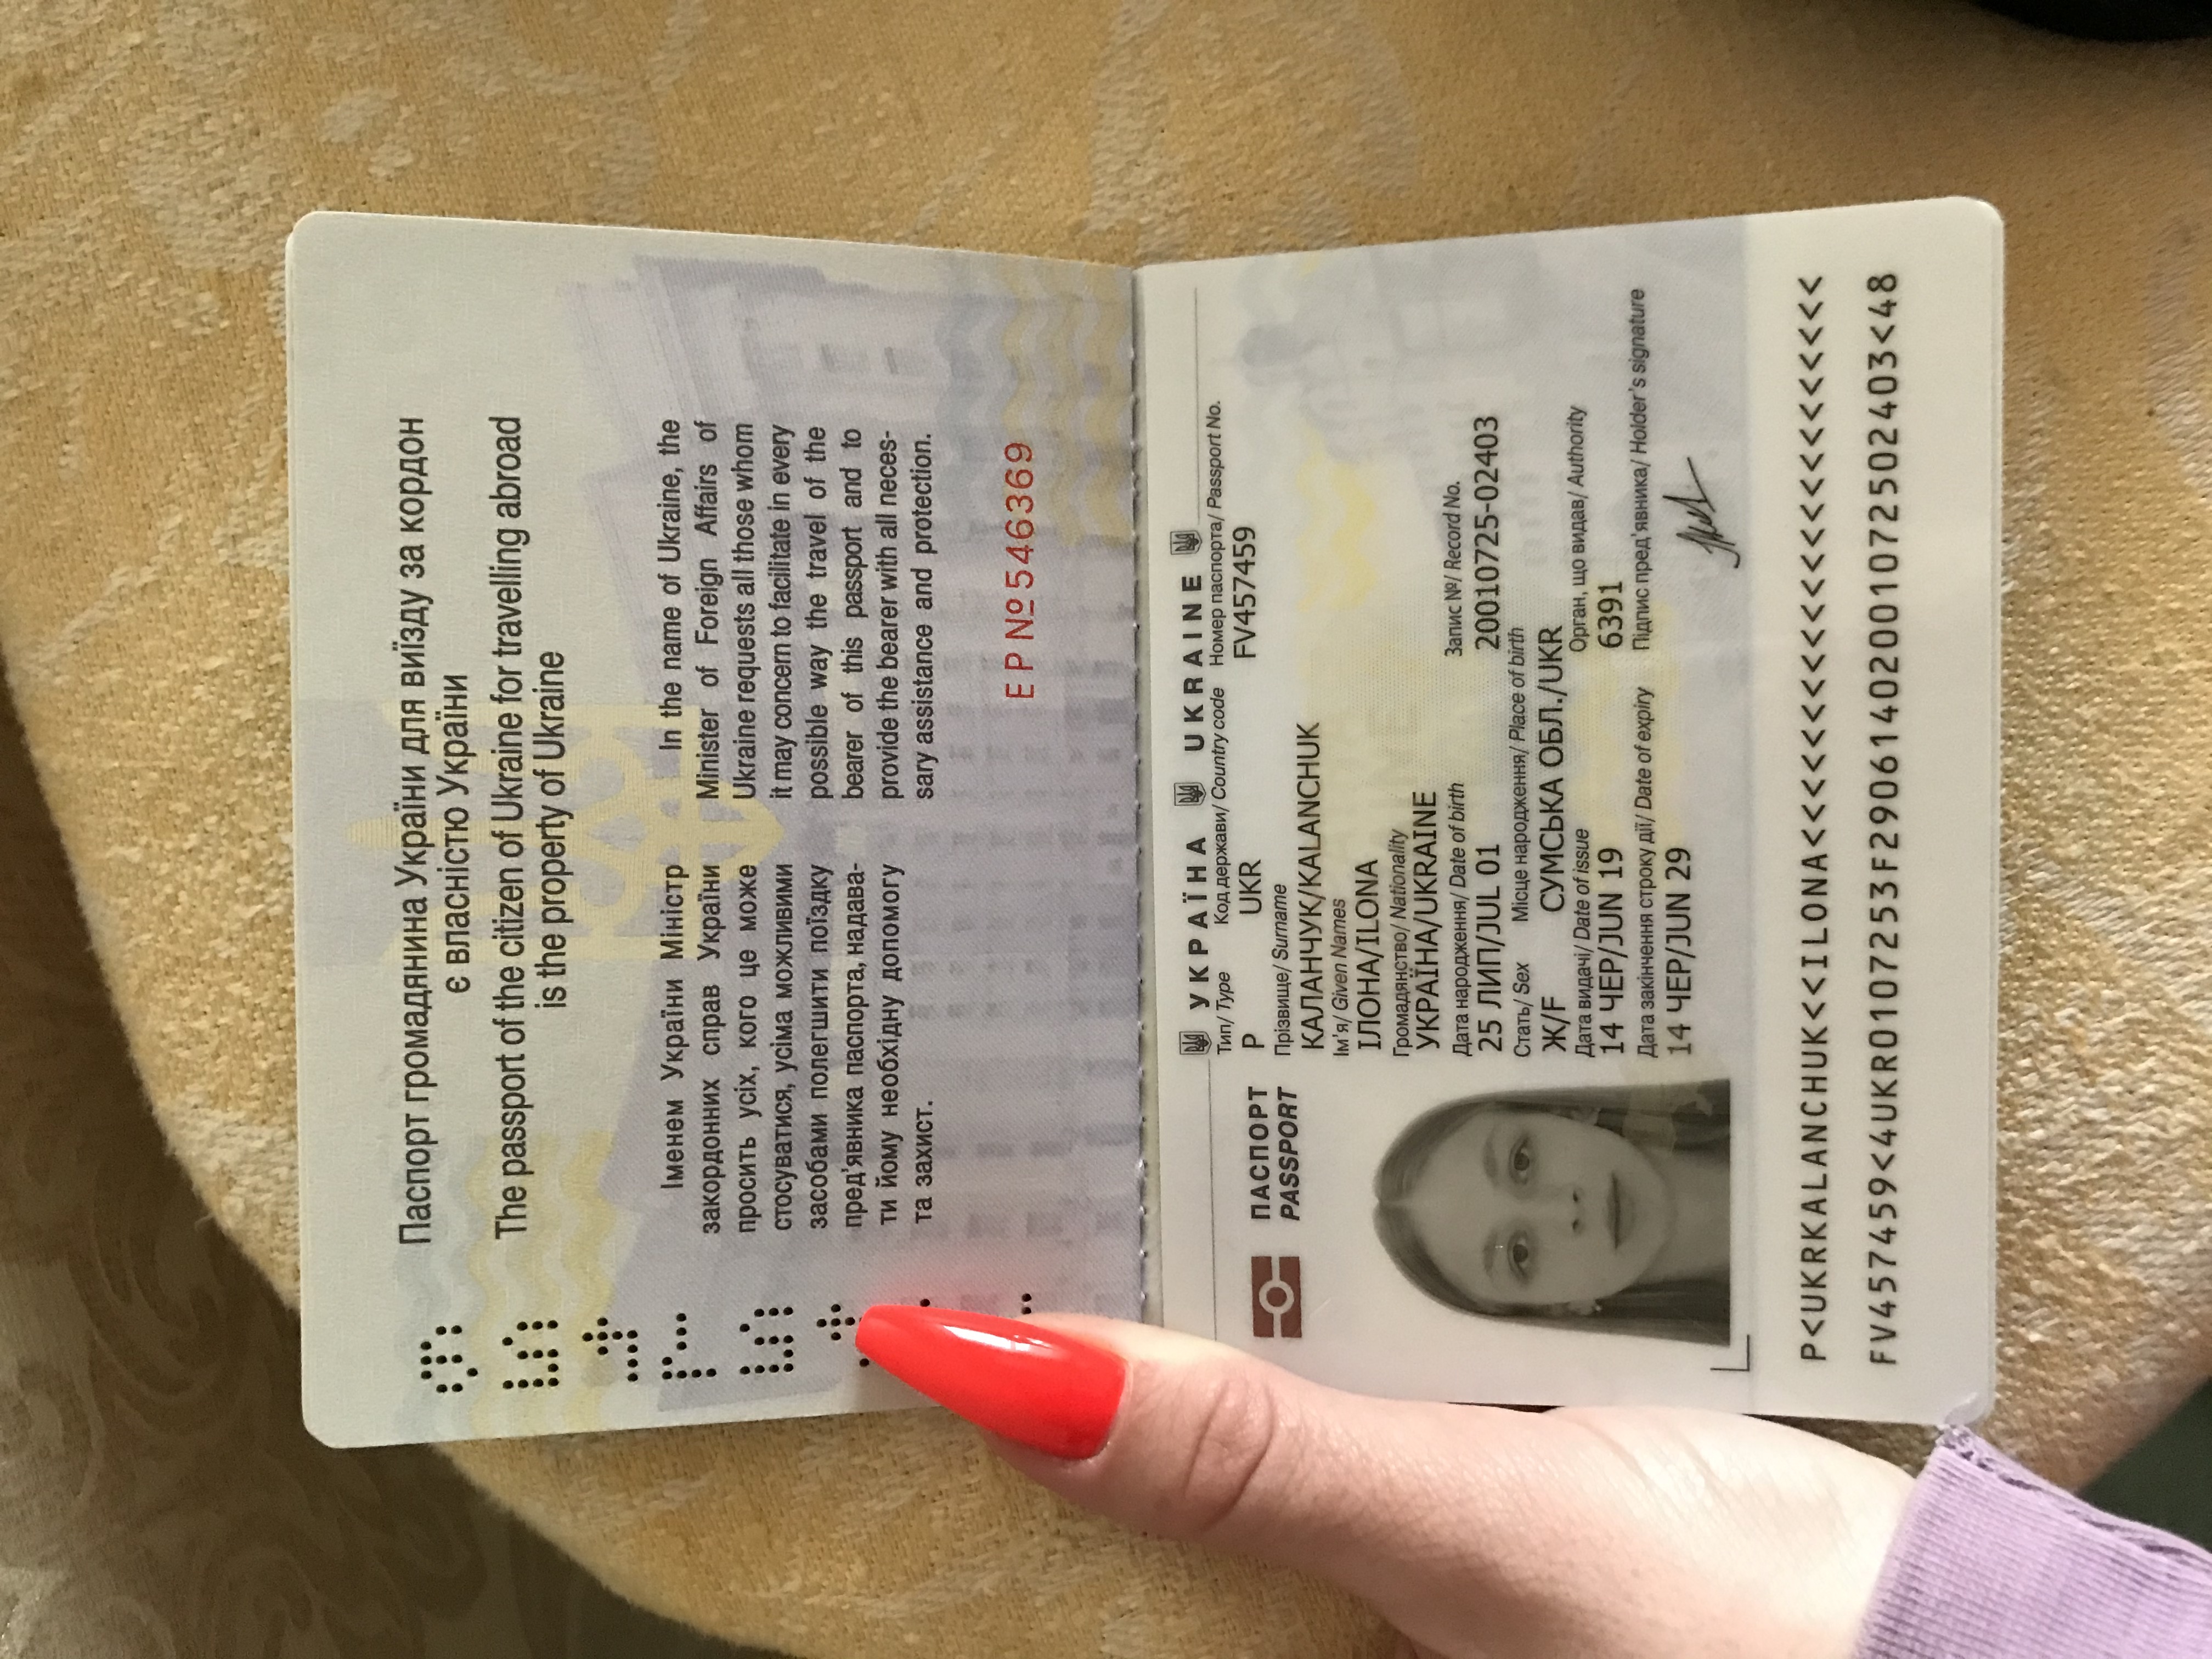 Паспорт громадянина України для виїзду за кордон
є власністю України
The passport of the citizen of Ukraine for travelling abroad
is the property of Ukraine
Іменем України Міністр
закордонних справ України
просить усіх, кого це може
стосуватися, усіма можливими
засобами полегшити поїздку
пред'явника паспорта, надава-
ти йому необхідну допомогу
та захист.
In the name of Ukraine, the
Minister of Foreign Affairs of
Ukraine requests all those whom
it may concern to facilitate in every
possible way the travel of the
bearer of this passport and to
provide the bearer with all neces-
sary assistance and protection.
EP №546369
УКРАЇНА UKRAINE
ПАСПОРТ
PASSPORT
Тип/ Type Код держави/ Country code Номер паспорта/ Passport No.
P UKR FV457459
Прізвище/ Surname
КАЛАНЧУК/KALANCHUK
Ім'я/ Given Names
ІЛОНА/ILONA
Громадянство/ Nationality
УКРАЇНА/UKRAINE
Дата народження/ Date of birth Запис №/ Record No.
25 ЛИП/JUL 01 20010725-02403
Стать/ Sex Місце народження/ Place of birth
Ж/F СУМСЬКА ОБЛ./UKR
Дата видачі/ Date of issue Орган, що видав/ Authority
14 ЧЕР/JUN 19 6391
Дата закінчення строку дії/ Date of expiry Підпис пред'явника/ Holder's signature
14 ЧЕР/JUN 29
P<UKRKALANCHUK<<ILONA<<<<<<<<<<<<<<<<<<<<<<<
FV457459<4UKR0107253F29061402001072502403<48